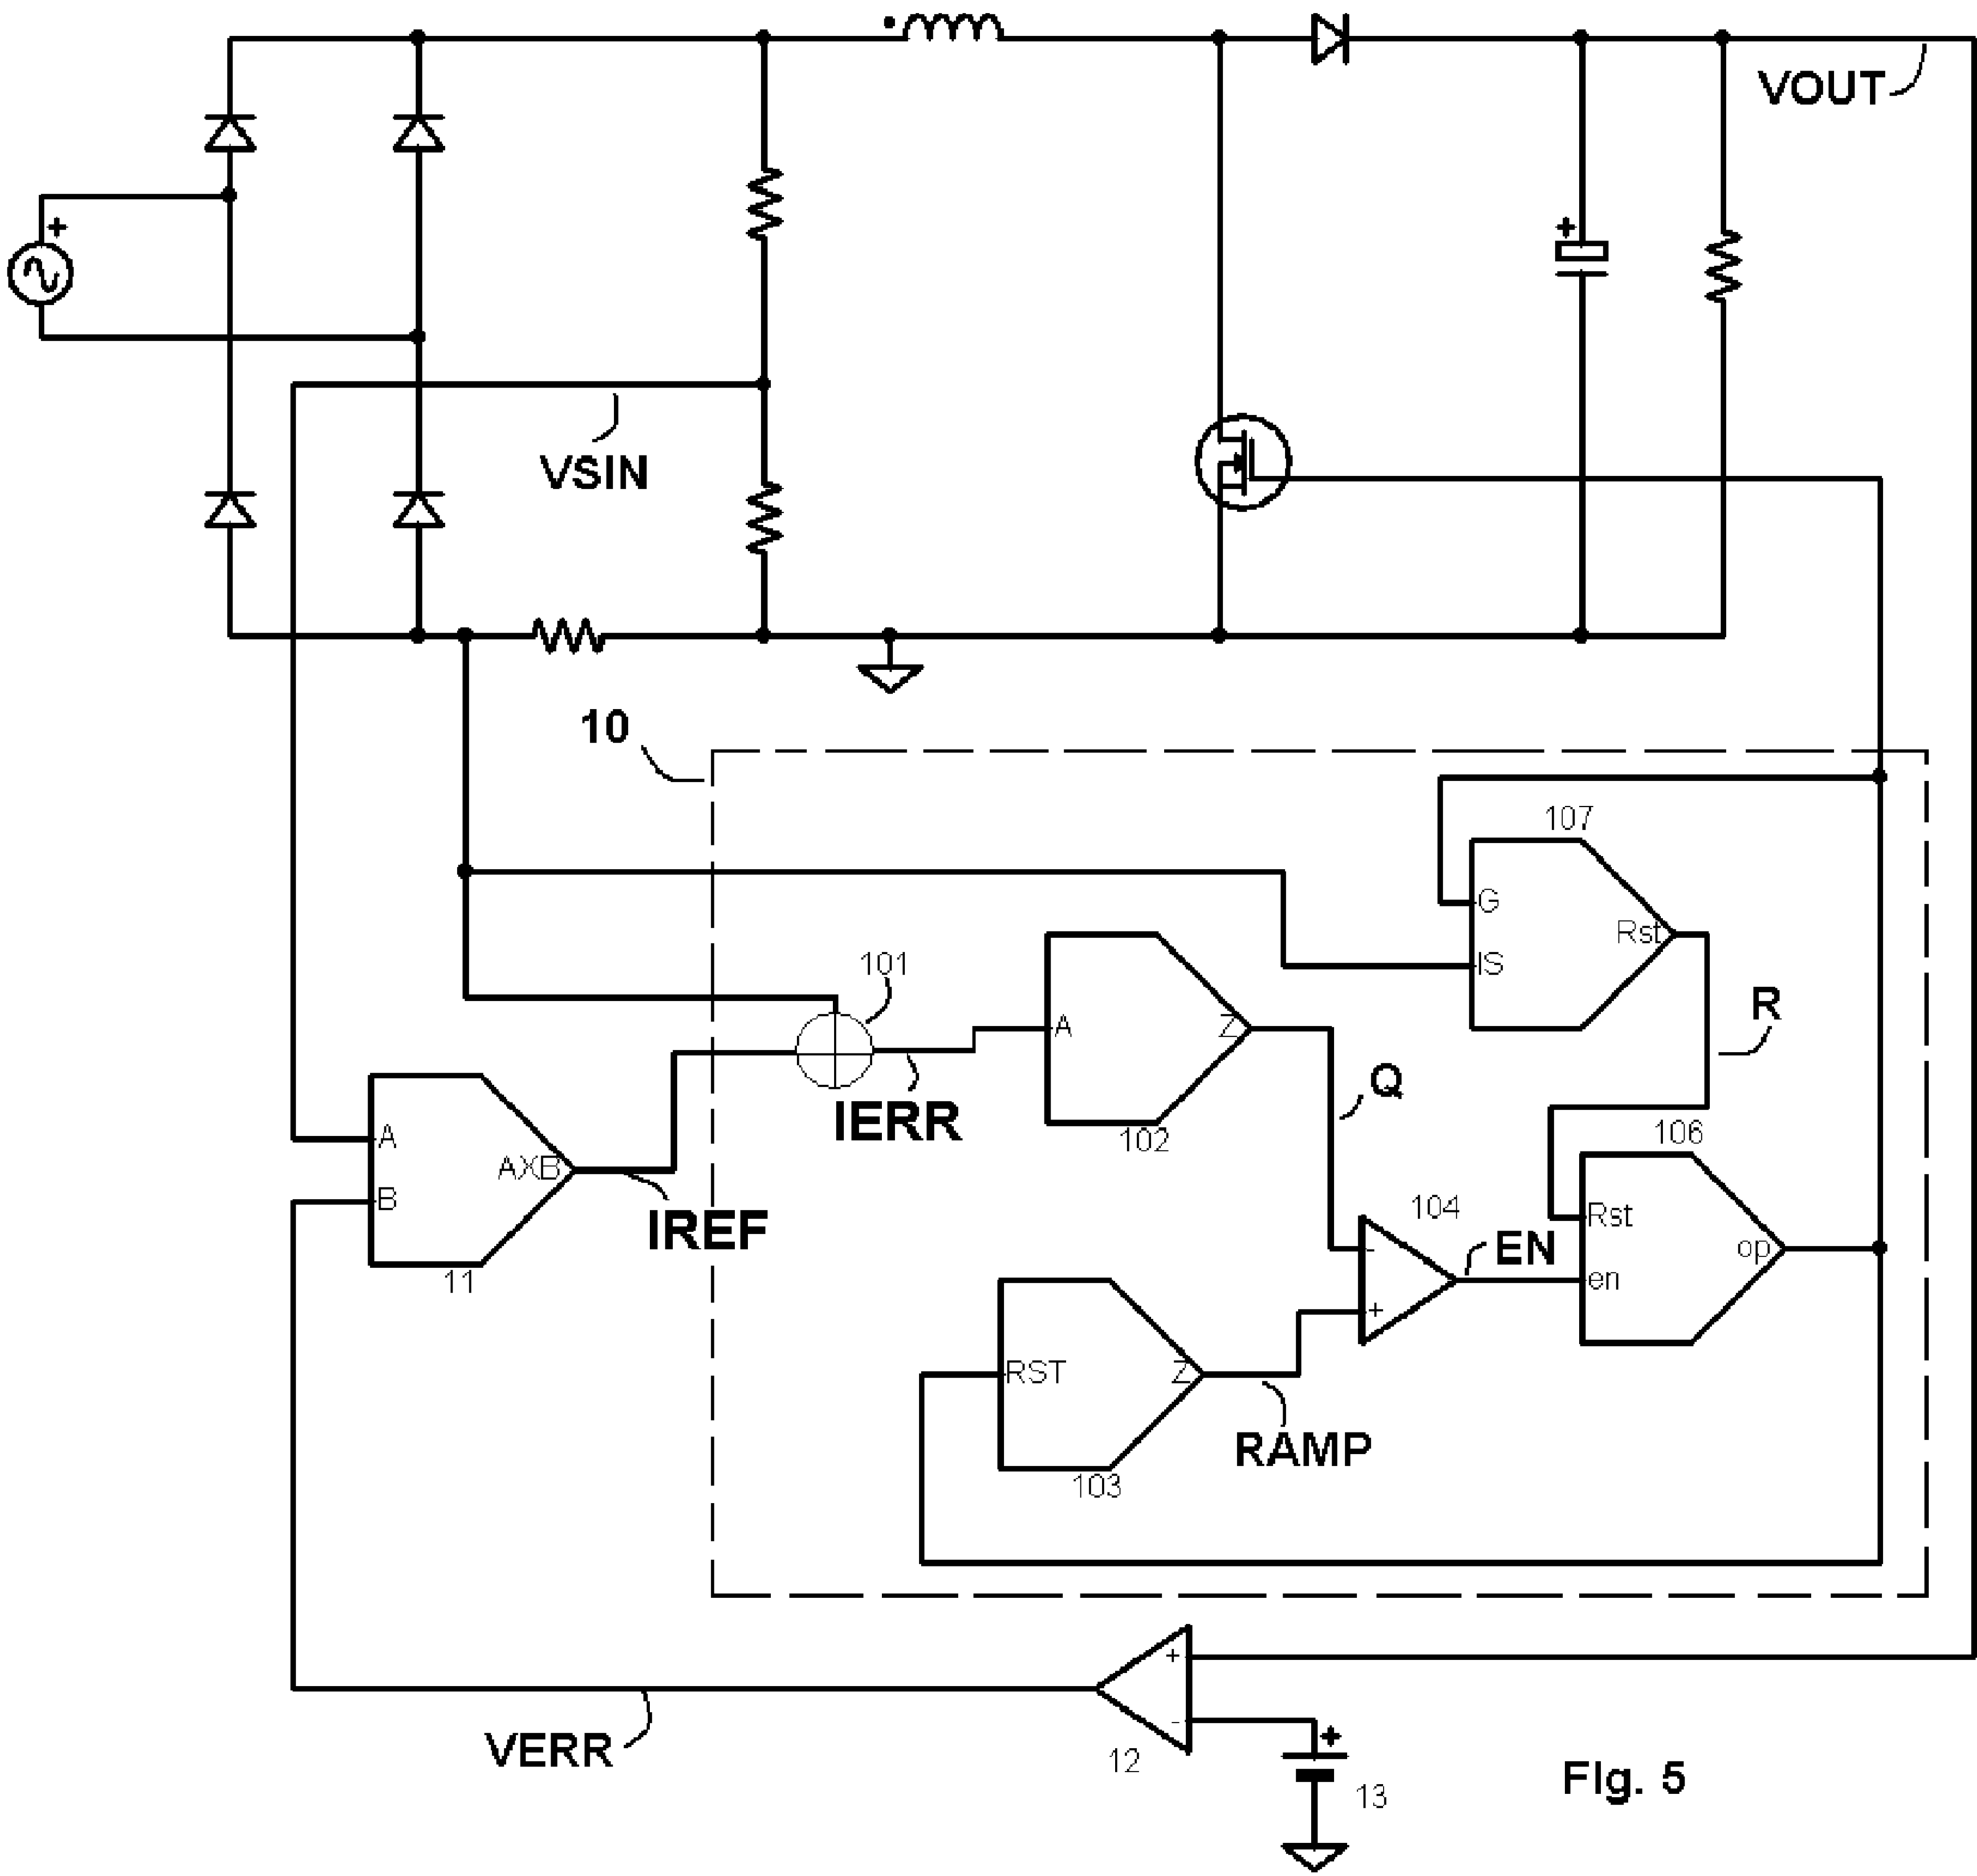 +
VOUT
+
VSIN
10
107
G
Rst
IS
101
R
A
Z
Q
IERR
102
106
A
AXB
B
11
IREF
104
-
+
EN
Rst
op
en
RST
Z
RAMP
103
+
-
12
VERR
+
13
FIg. 5